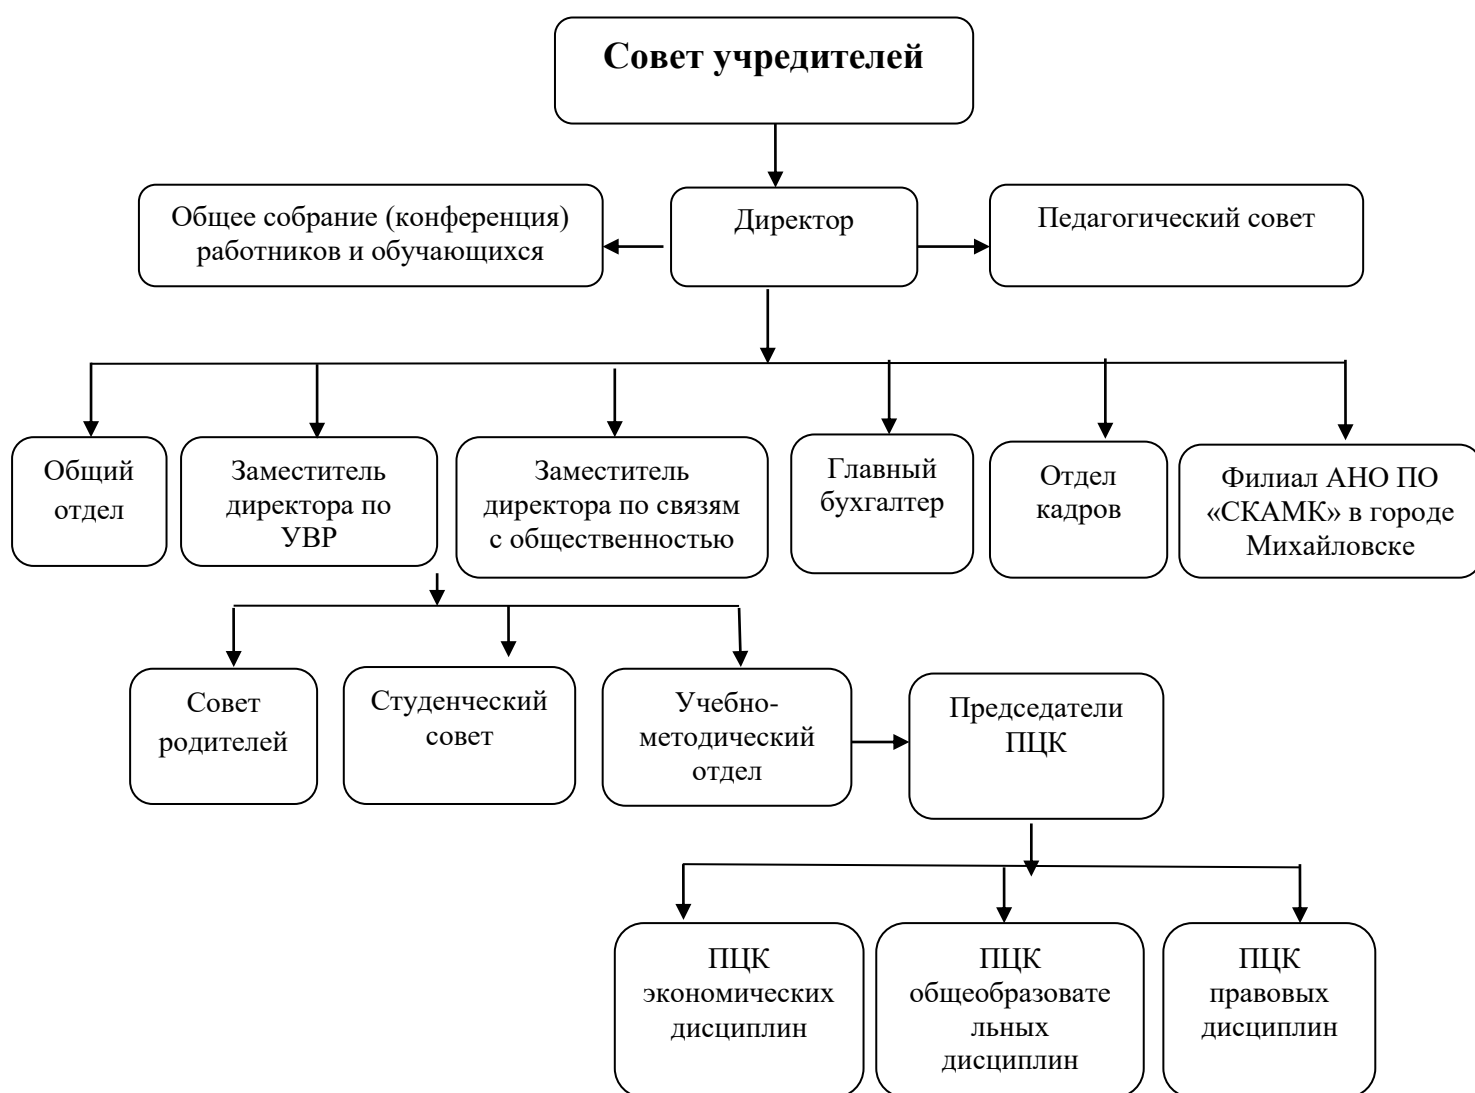 Совет учредителей
Общее собрание (конференция)
работников и обучающихся
Директор
Педагогический совет
Общий
отдел
Заместитель
директора по
УВР
Заместитель
директора по связям
с общественностью
Главный
бухгалтер
Отдел
кадров
Филиал АНО ПО
«СКАМК» в городе
Михайловске
Совет
родителей
Студенческий
совет
Учебно-
методический
отдел
Председатели
ПЦК
ПЦК
экономических
дисциплин
ПЦК
общеобразовате
льных
дисциплин
ПЦК
правовых
дисциплин